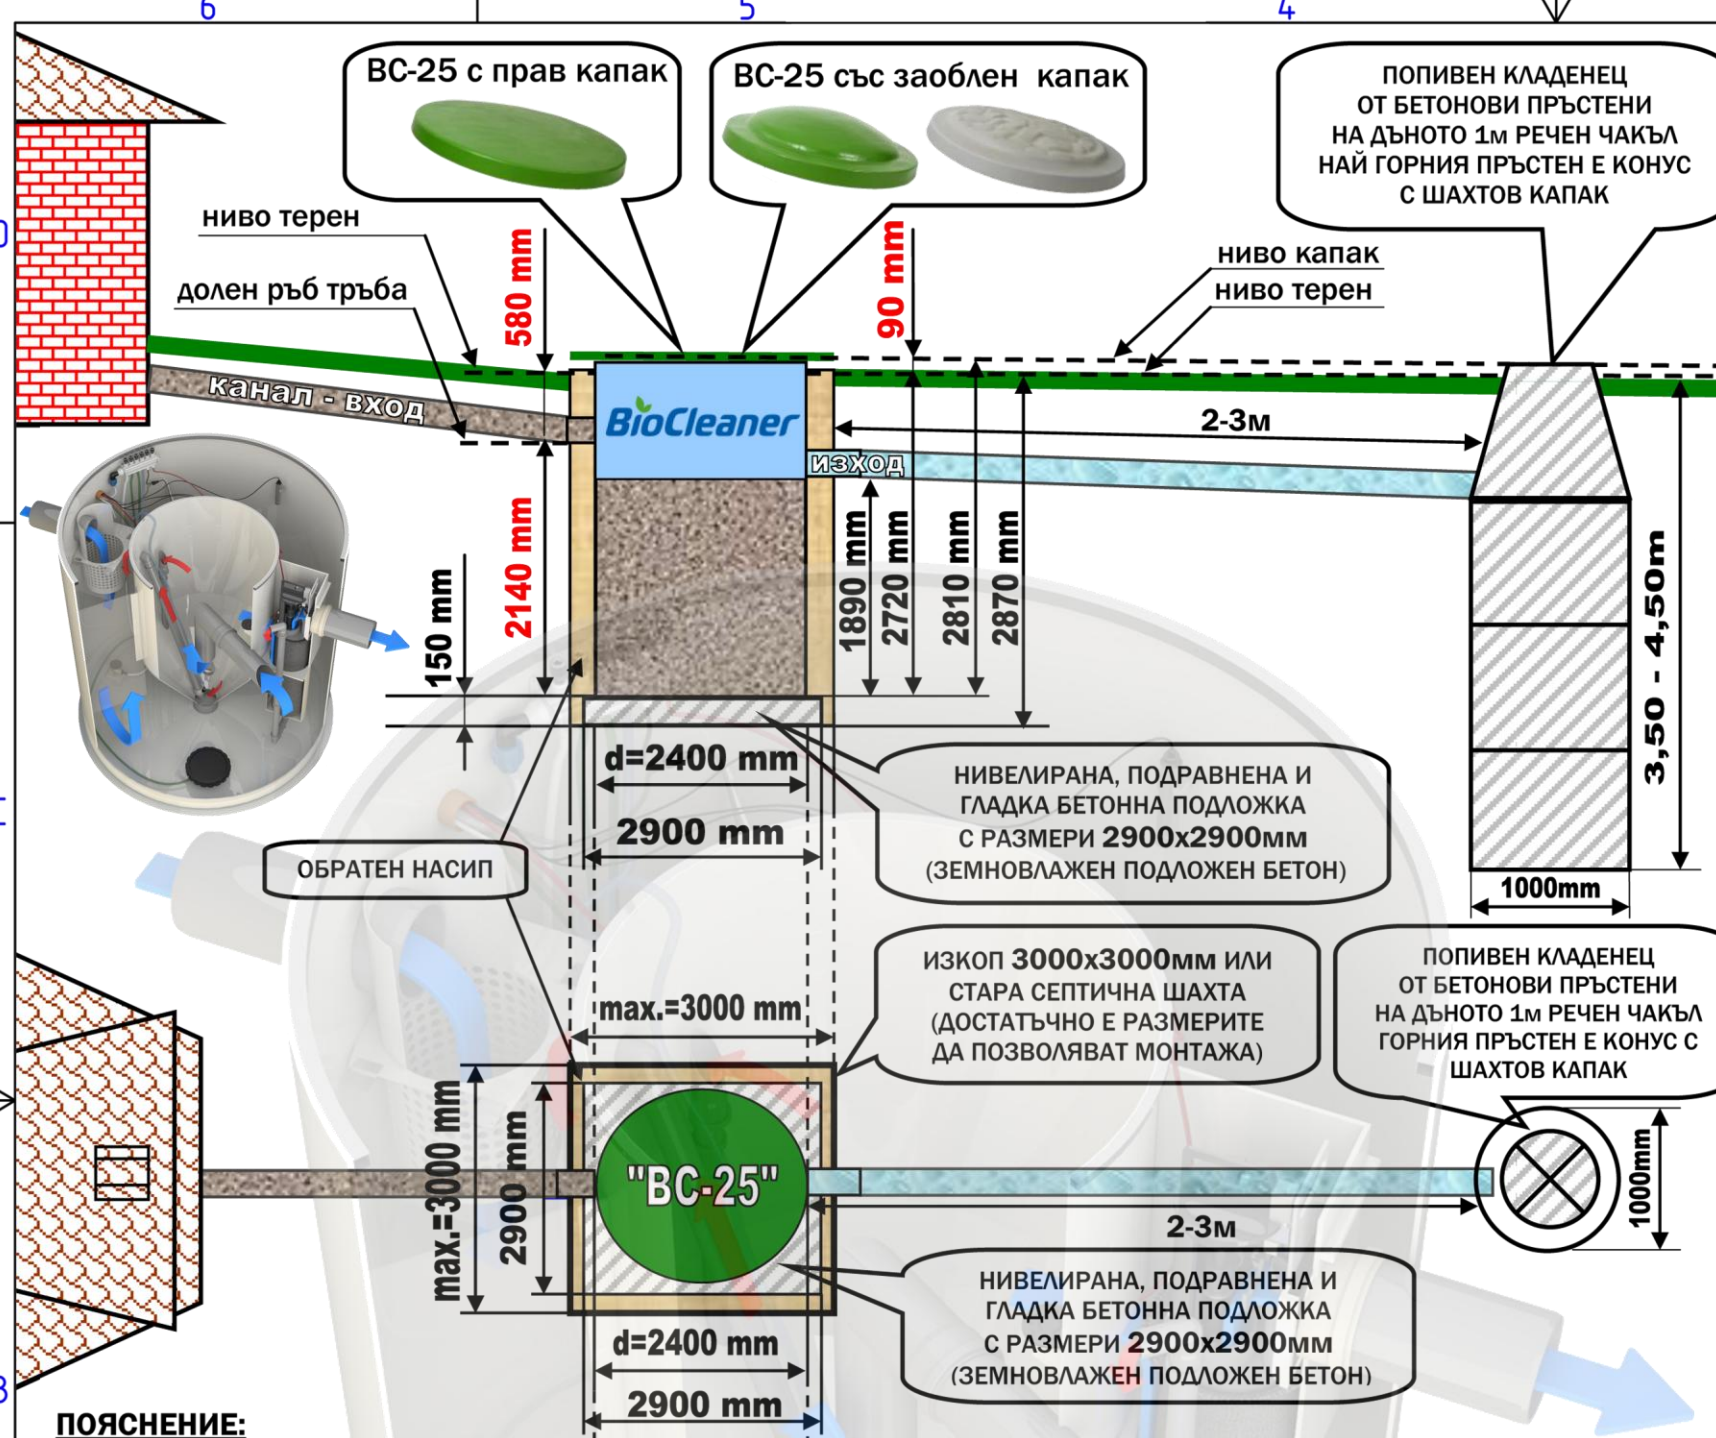 6
5
4
BC-25 с прав капак
BC-25 със заоблен капак
ПОПИВЕН КЛАДЕНЕЦ
ОТ БЕТОНОВИ ПРЪСТЕНИ
НА ДЪНОТО 1м РЕЧЕН ЧАКЪЛ
НАЙ ГОРНИЯ ПРЪСТЕН Е КОНУС
С ШАХТОВ КАПАК
ниво терен
долен ръб тръба
580 mm
90 mm
ниво капак
ниво терен
канал - вход
BioCleaner
изход
2-3м
2140 mm
150 mm
1890 mm
2720 mm
2810 mm
2870 mm
3,50 - 4,50m
d=2400 mm
2900 mm
НИВЕЛИРАНА, ПОДРАВНЕНА И
ГЛАДКА БЕТОННА ПОДЛОЖКА
С РАЗМЕРИ 2900x2900мм
(ЗЕМНОВЛАЖЕН ПОДЛОЖЕН БЕТОН)
ОБРАТЕН НАСИП
1000mm
ИЗКОП 3000x3000мм ИЛИ
СТАРА СЕПТИЧНА ШАХТА
(ДОСТАТЪЧНО Е РАЗМЕРИТЕ
ДА ПОЗВОЛЯВАТ МОНТАЖА)
ПОПИВЕН КЛАДЕНЕЦ
ОТ БЕТОНОВИ ПРЪСТЕНИ
НА ДЪНОТО 1м РЕЧЕН ЧАКЪЛ
ГОРНИЯ ПРЪСТЕН Е КОНУС С
ШАХТОВ КАПАК
max.=3000 mm
max.=3000 mm
2900 mm
"BC-25"
2-3м
1000mm
НИВЕЛИРАНА, ПОДРАВНЕНА И
ГЛАДКА БЕТОННА ПОДЛОЖКА
С РАЗМЕРИ 2900x2900мм
(ЗЕМНОВЛАЖЕН ПОДЛОЖЕН БЕТОН)
d=2400 mm
2900 mm
ПОЯСНЕНИЕ: